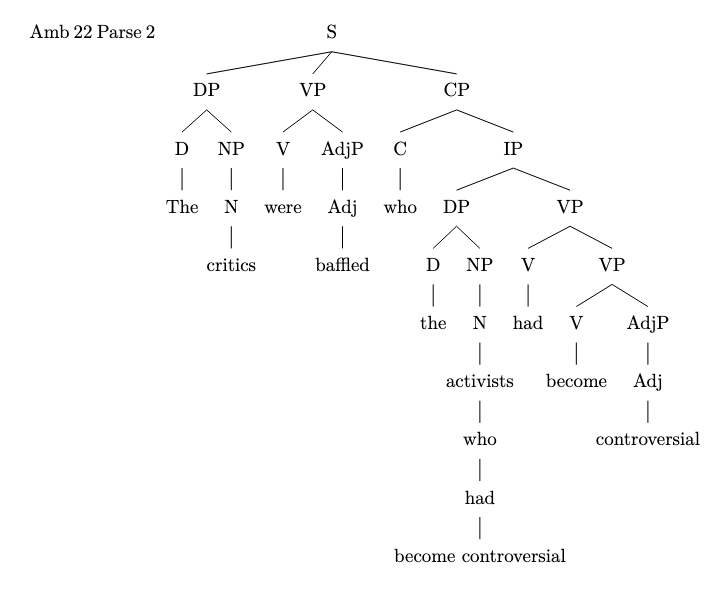 Amb 22 Parse 2 S
DP VP CP
D NP V AdjP C IP
The N were Adj who DP VP
critics baffled D NP V VP
the N had V AdjP
activists become Adj
who controversial
had
become controversial